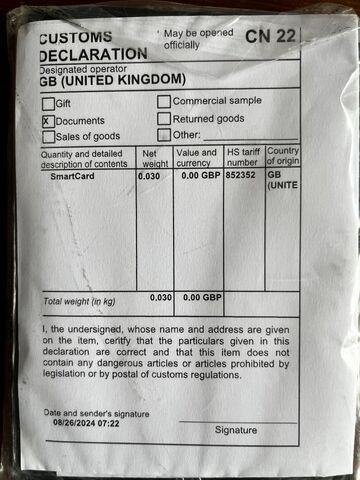 CUSTOMS DECLARATION
May be opened officially
CN 22
Designated operator
GB (UNITED KINGDOM)
Gift
Commercial sample
X Documents
Returned goods
Sales of goods
Other:
Quantity and detailed description of contents
Net weight
Value and currency
HS tariff number
Country of origin
SmartCard
0.030
0.00 GBP
852352
GB (UNITE
Total weight (in kg)
0.030
0.00 GBP
I, the undersigned, whose name and address are given
on the item, ceritfy that the particulars given in this
declaration are correct and that this item does not
contain any dangerous articles or articles prohibited by
legislation or by postal of customs regulations.
Date and sender's signature
08/26/2024 07:22
Signature